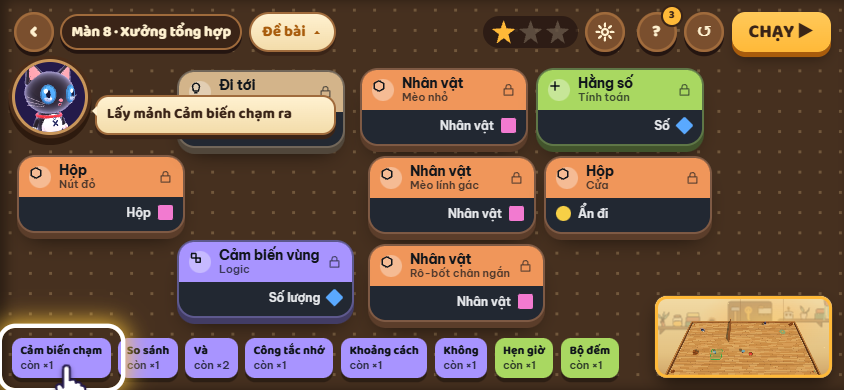 Màn 8 · Xưởng tổng hợp
Đề bài
3
?
CHẠY
Lấy mảnh Cảm biến chạm ra
Đi tới
Nhân vật
Mèo nhỏ
Nhân vật
Hằng số
Tính toán
Số
Hộp
Nút đỏ
Hộp
Nhân vật
Mèo lính gác
Nhân vật
Hộp
Cửa
Ẩn đi
Cảm biến vùng
Logic
Số lượng
Nhân vật
Rô-bốt chân ngắn
Nhân vật
Cảm biến chạm
còn ×1
So sánh
còn ×1
Và
còn ×2
Công tắc nhớ
còn ×1
Khoảng cách
còn ×1
Không
còn ×1
Hẹn giờ
còn ×1
Bộ đếm
còn ×1